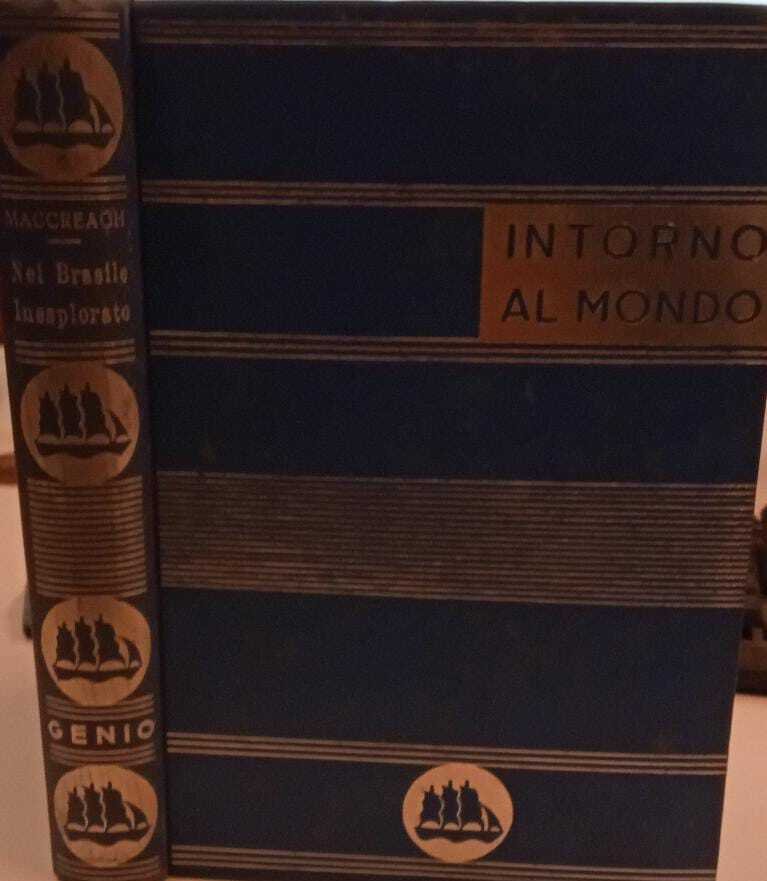 MACCREAGH
Nel Brasile
Inesplorato
GENIO
INTORNO
AL MONDO